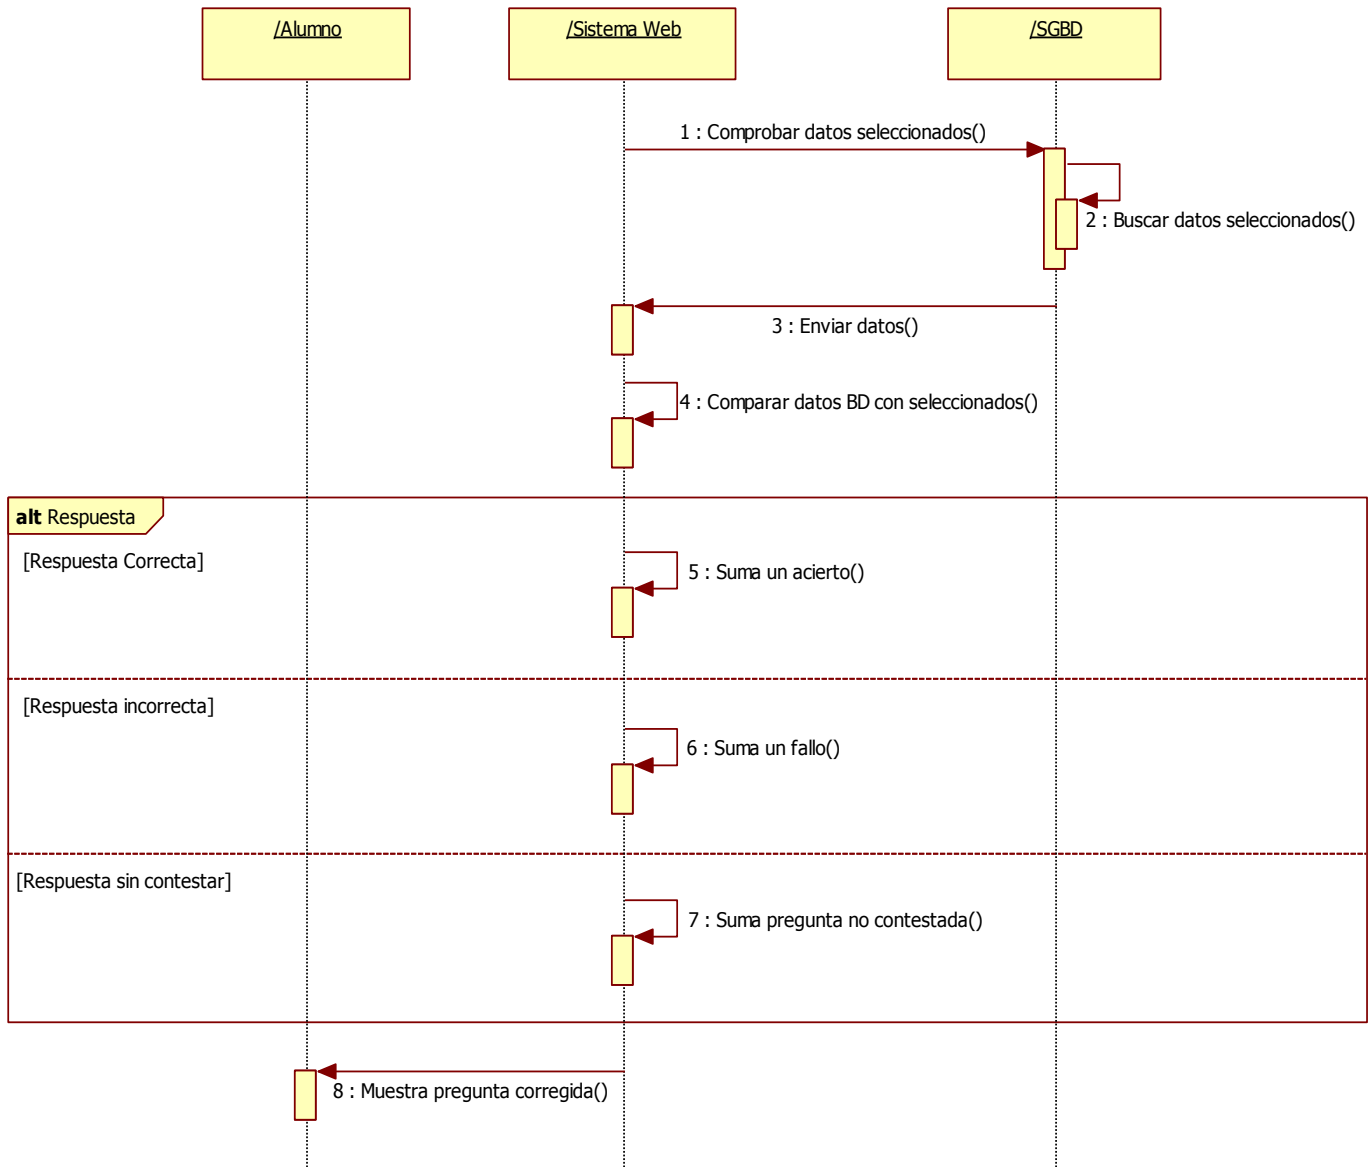 /Alumno
/Sistema Web
/SGBD
1 : Comprobar datos seleccionados()
2 : Buscar datos seleccionados()
3 : Enviar datos()
4 : Comparar datos BD con seleccionados()
alt Respuesta
[Respuesta Correcta]
5 : Suma un acierto()
[Respuesta incorrecta]
6 : Suma un fallo()
[Respuesta sin contestar]
7 : Suma pregunta no contestada()
8 : Muestra pregunta corregida()